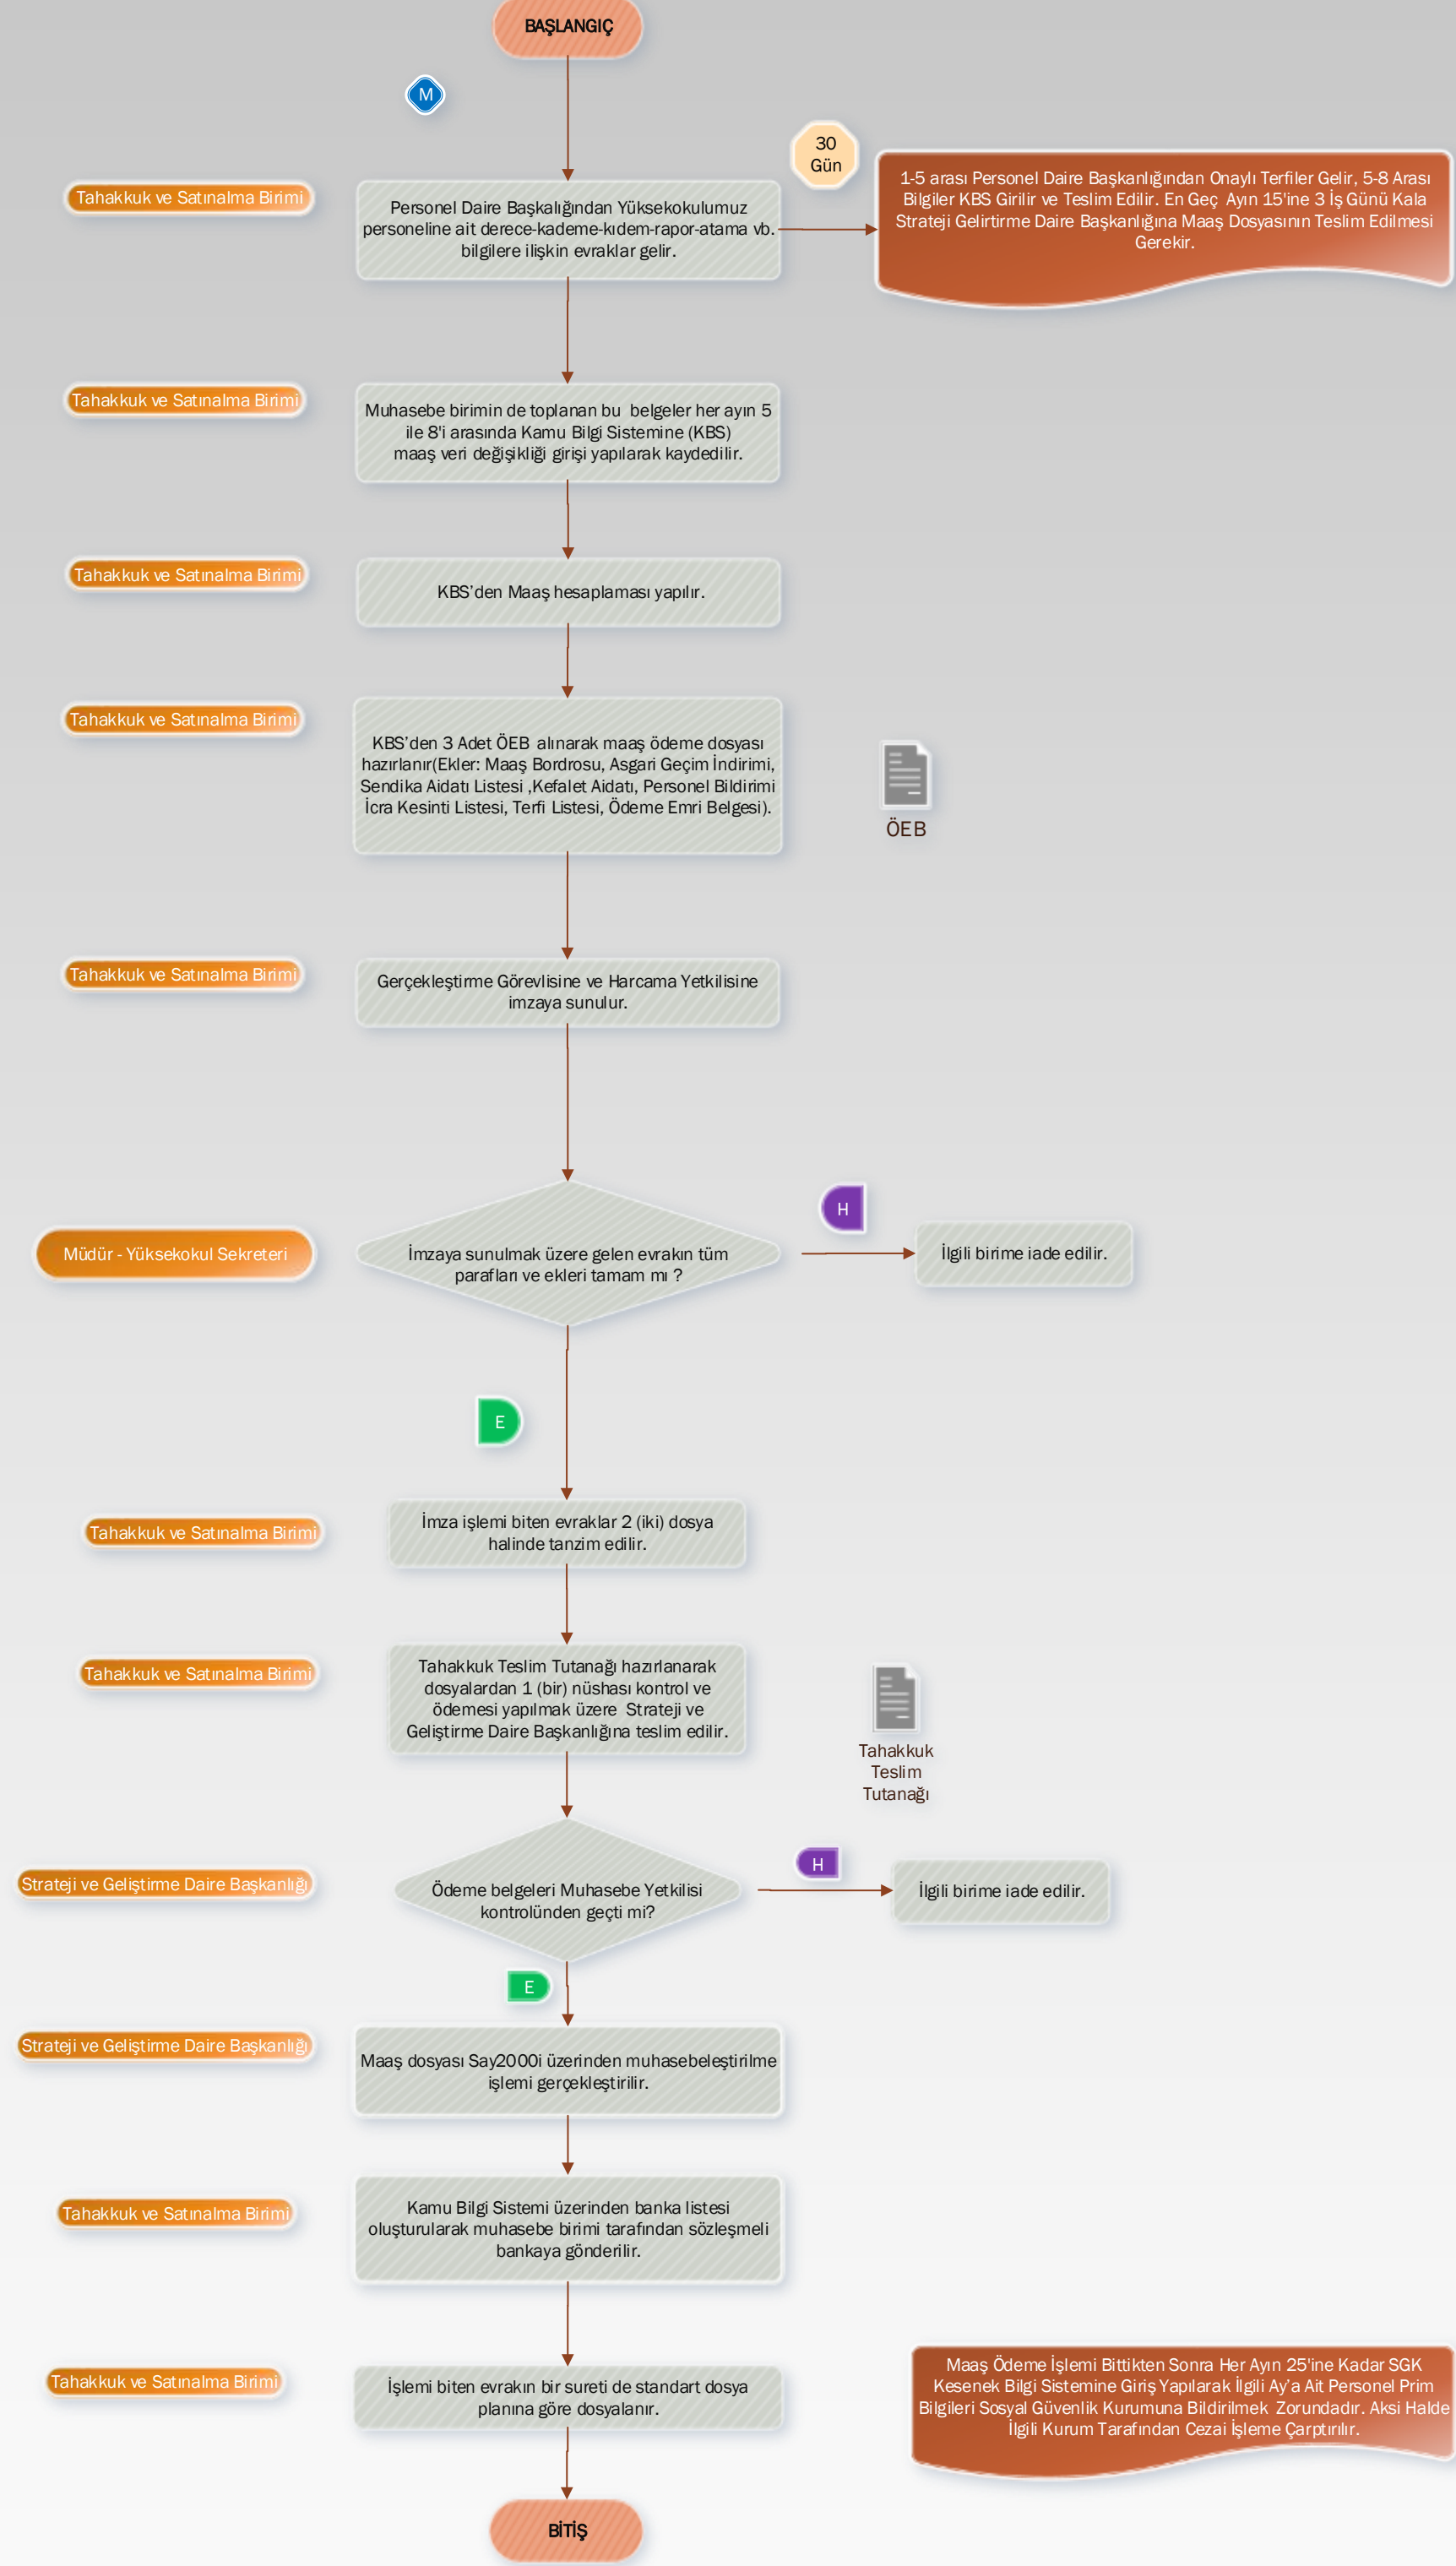 BAŞLANGIÇ
M
30
Gün
Tahakkuk ve Satınalma Birimi
Personel Daire Başkalığından Yüksekokulumuz
personeline ait derece-kademe-kıdem-rapor-atama vb.
bilgilere ilişkin evraklar gelir.
1-5 arası Personel Daire Başkanlığından Onaylı Terfiler Gelir, 5-8 Arası
Bilgiler KBS Girilir ve Teslim Edilir. En Geç  Ayın 15'ine 3 İş Günü Kala
Strateji Gelirtirme Daire Başkanlığına Maaş Dosyasının Teslim Edilmesi
Gerekir.
Tahakkuk ve Satınalma Birimi
Muhasebe birimin de toplanan bu  belgeler her ayın 5
ile 8'i arasında Kamu Bilgi Sistemine (KBS)
maaş veri değişikliği girişi yapılarak kaydedilir.
Tahakkuk ve Satınalma Birimi
KBS’den Maaş hesaplaması yapılır.
Tahakkuk ve Satınalma Birimi
KBS’den 3 Adet ÖEB  alınarak maaş ödeme dosyası
hazırlanır(Ekler: Maaş Bordrosu, Asgari Geçim İndirimi,
Sendika Aidatı Listesi ,Kefalet Aidatı, Personel Bildirimi
İcra Kesinti Listesi, Terfi Listesi, Ödeme Emri Belgesi).
ÖEB
Tahakkuk ve Satınalma Birimi
Gerçekleştirme Görevlisine ve Harcama Yetkilisine
imzaya sunulur.
H
Müdür - Yüksekokul Sekreteri
İmzaya sunulmak üzere gelen evrakın tüm
parafları ve ekleri tamam mı ?
İlgili birime iade edilir.
E
Tahakkuk ve Satınalma Birimi
İmza işlemi biten evraklar 2 (iki) dosya
halinde tanzim edilir.
Tahakkuk ve Satınalma Birimi
Tahakkuk Teslim Tutanağı hazırlanarak
dosyalardan 1 (bir) nüshası kontrol ve
ödemesi yapılmak üzere  Strateji ve
Geliştirme Daire Başkanlığına teslim edilir.
Tahakkuk
Teslim
Tutanağı
H
Strateji ve Geliştirme Daire Başkanlığı
Ödeme belgeleri Muhasebe Yetkilisi
kontrolünden geçti mi?
İlgili birime iade edilir.
E
Strateji ve Geliştirme Daire Başkanlığı
Maaş dosyası Say2000i üzerinden muhasebeleştirilme
işlemi gerçekleştirilir.
Tahakkuk ve Satınalma Birimi
Kamu Bilgi Sistemi üzerinden banka listesi
oluşturularak muhasebe birimi tarafından sözleşmeli
bankaya gönderilir.
Tahakkuk ve Satınalma Birimi
İşlemi biten evrakın bir sureti de standart dosya
planına göre dosyalanır.
Maaş Ödeme İşlemi Bittikten Sonra Her Ayın 25'ine Kadar SGK
Kesenek Bilgi Sistemine Giriş Yapılarak İlgili Ay’a Ait Personel Prim
Bilgileri Sosyal Güvenlik Kurumuna Bildirilmek  Zorundadır. Aksi Halde
İlgili Kurum Tarafından Cezai İşleme Çarptırılır.
BİTİŞ